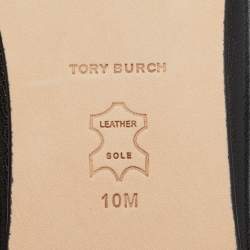 TORY BURCH
LEATHER
SOLE
10M